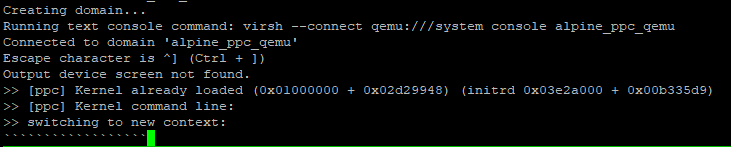 Creating domain...
Running text console command: virsh --connect qemu:///system console alpine_ppc_qemu
Connected to domain 'alpine_ppc_qemu'
Escape character is ^] (Ctrl + ])
Output device screen not found.
>> [ppc] Kernel already loaded (0x01000000 + 0x02d29948) (initrd 0x03e2a000 + 0x00b335d9)
>> [ppc] Kernel command line:
>> switching to new context:
``````````````````